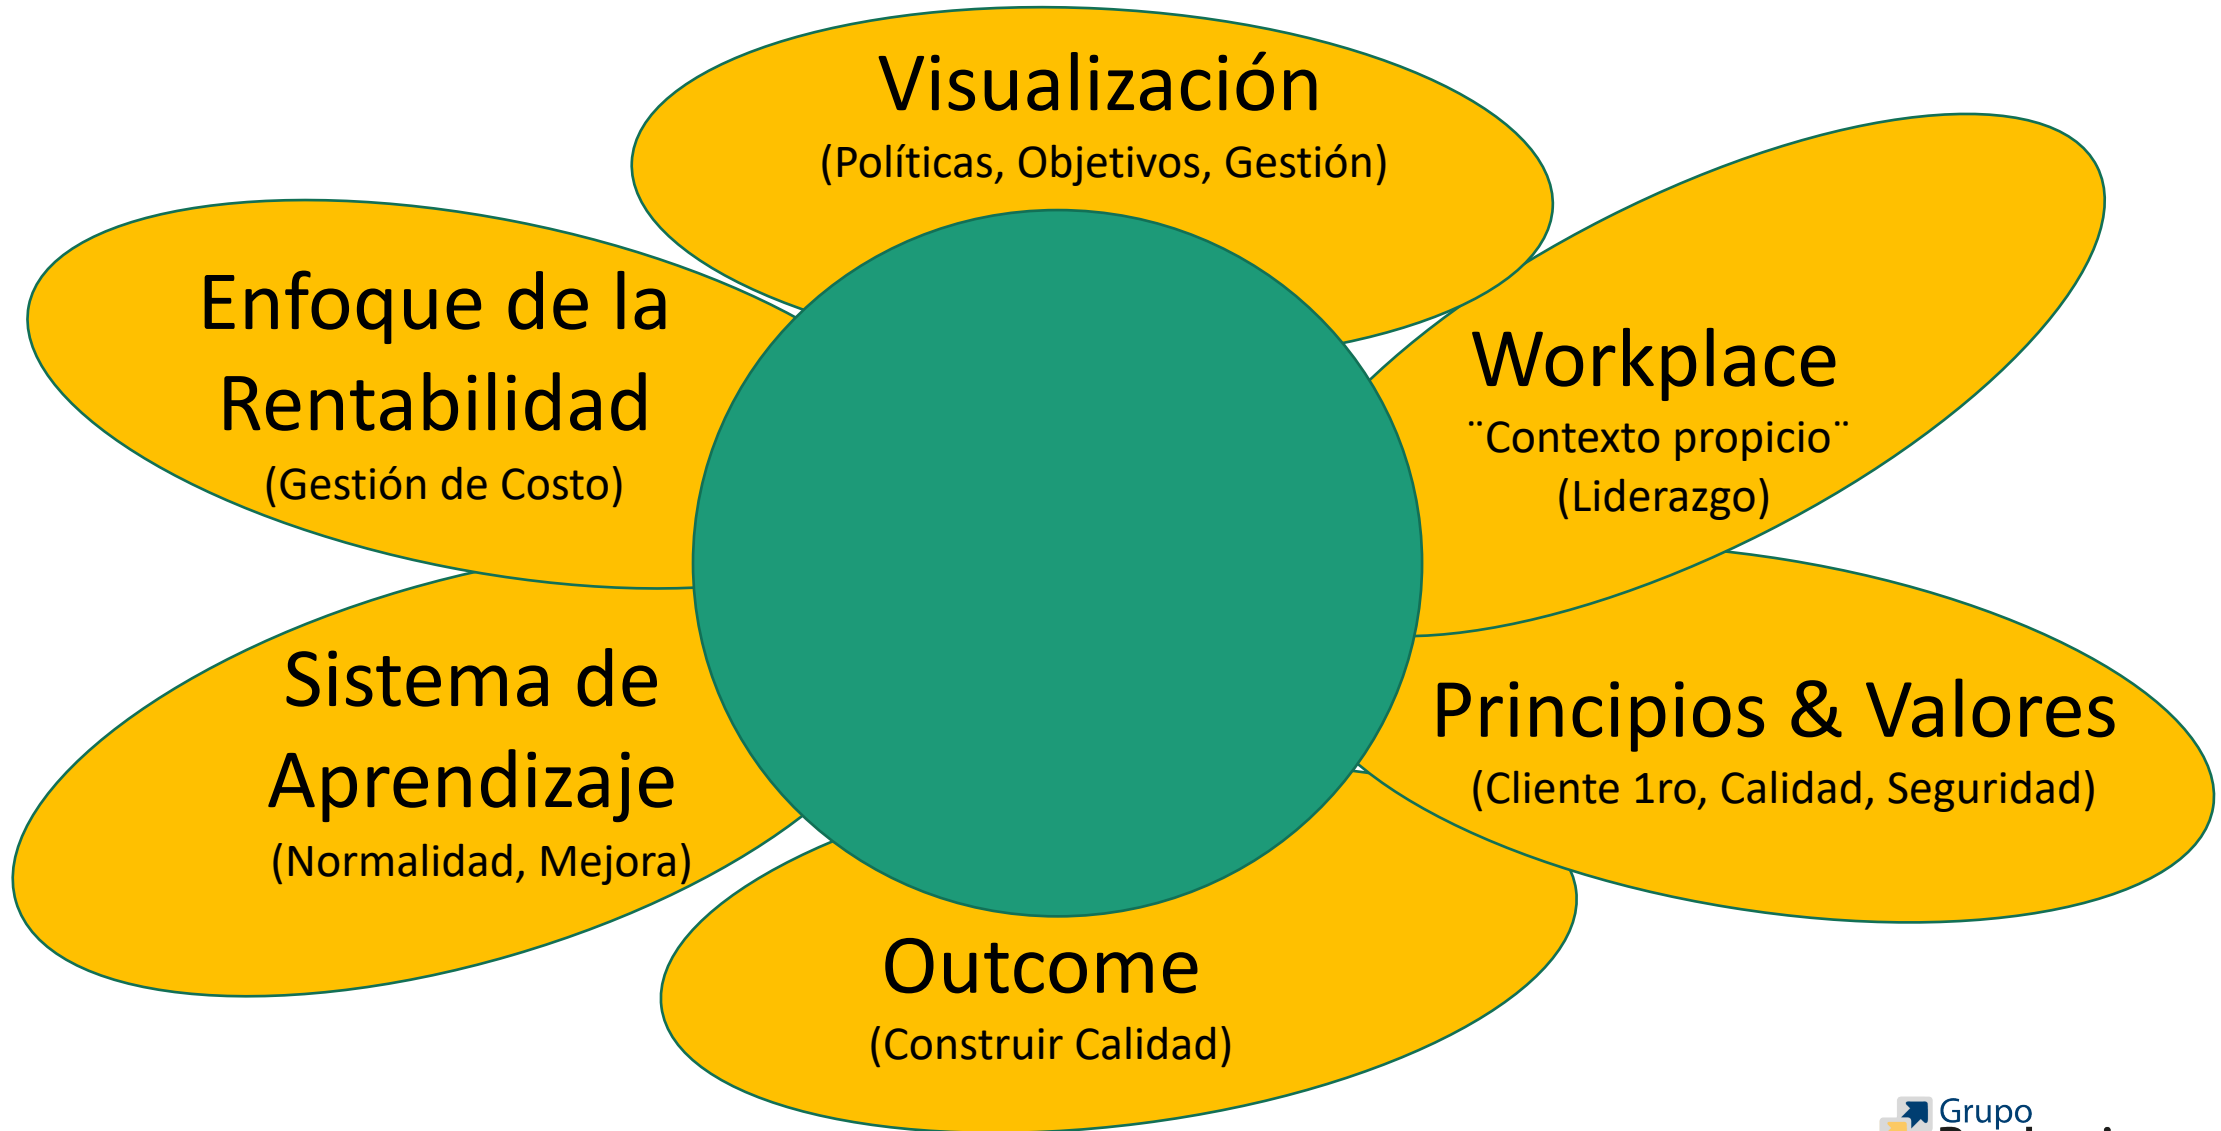 Visualización
(Políticas, Objetivos, Gestión)
Enfoque de la
Rentabilidad
(Gestión de Costo)
Workplace
¨Contexto propicio¨
(Liderazgo)
Sistema de
Aprendizaje
(Normalidad, Mejora)
Principios & Valores
(Cliente 1ro, Calidad, Seguridad)
Outcome
(Construir Calidad)
Grupo